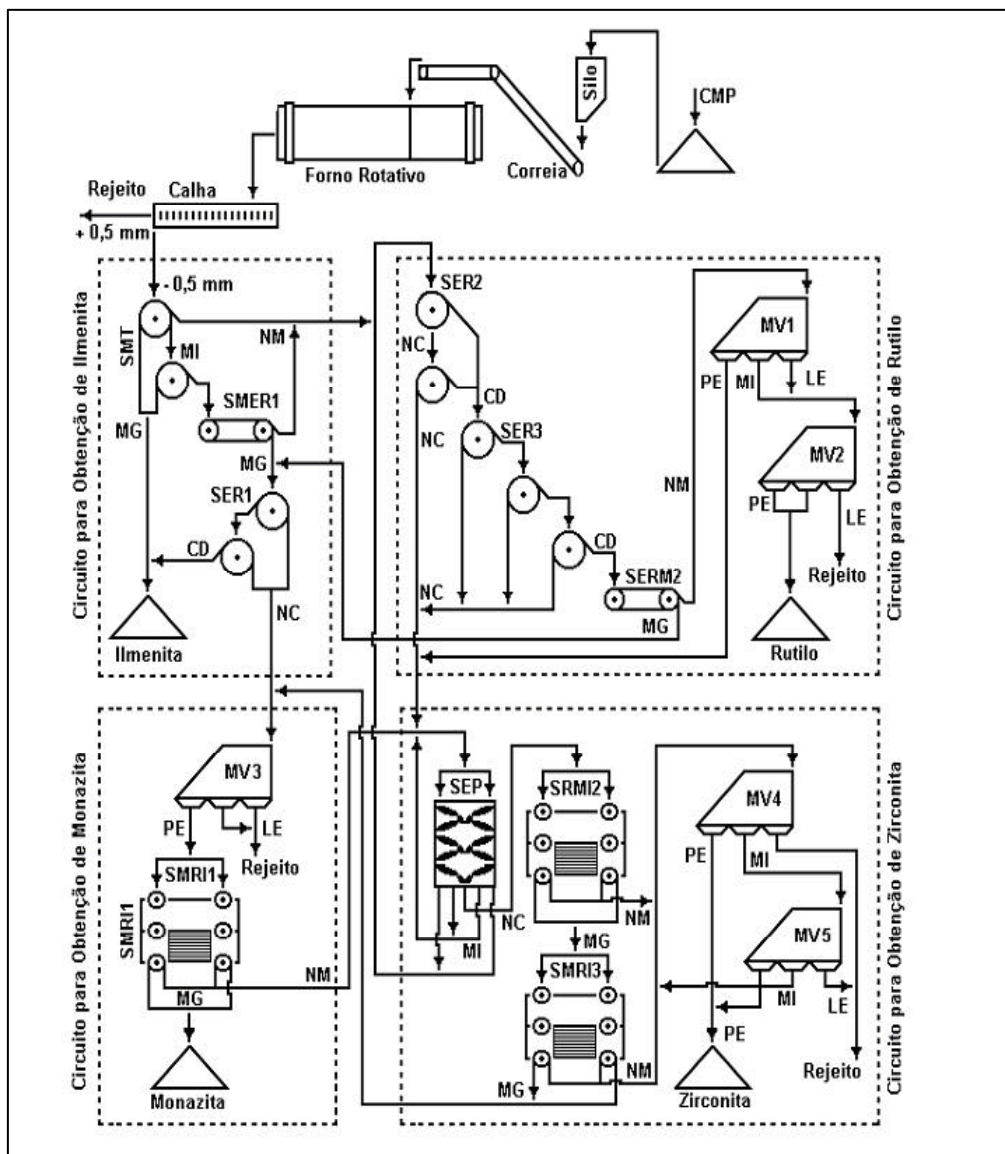 CMP
Silo
Correia
Forno Rotativo
Rejeito
Calha
+ 0,5 mm
- 0,5 mm
Circuito para Obtenção de Ilmenita
SMT
MI
NM
SMER1
MG
MG
SER1
CD
NC
Ilmenita
SER2
NC
CD
NC
SER3
CD
NC
SERM2
MG
NM
MV1
PE
MI
LE
MV2
PE
LE
Rejeito
Rutilo
Circuito para Obtenção de Rutilo
Circuito para Obtenção de Monazita
MV3
PE
LE
Rejeito
SMRI1
SMRI1
NM
MG
Monazita
SEP
NC
MI
SRMI2
NM
MG
SMRI3
MG
NM
MV4
PE
MI
MV5
MI
LE
PE
Rejeito
Zirconita
Circuito para Obtenção de Zirconita